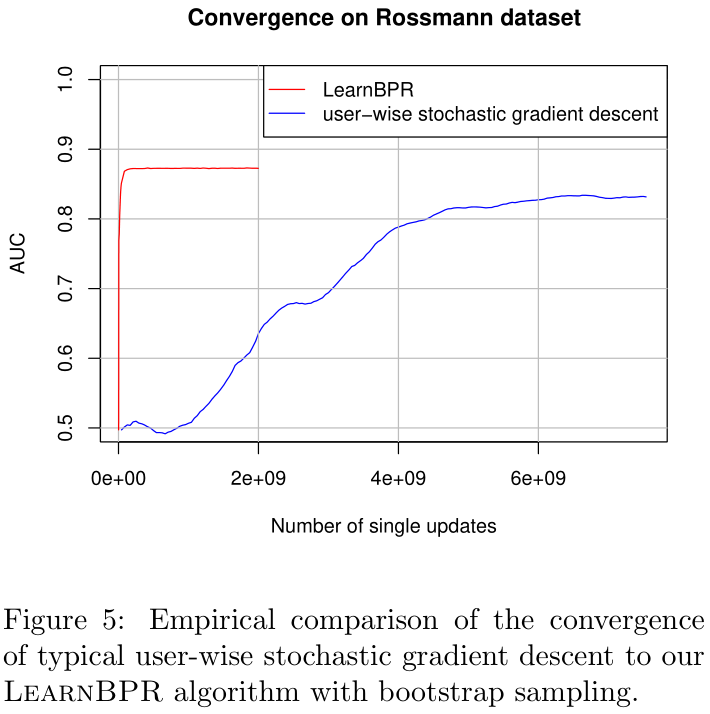 Convergence on Rossmann dataset
LearnBPR
user−wise stochastic gradient descent
AUC
1.0
0.9
0.8
0.7
0.6
0.5
0e+00 2e+09 4e+09 6e+09
Number of single updates
Figure 5: Empirical comparison of the convergence
of typical user-wise stochastic gradient descent to our
LEARNBPR algorithm with bootstrap sampling.